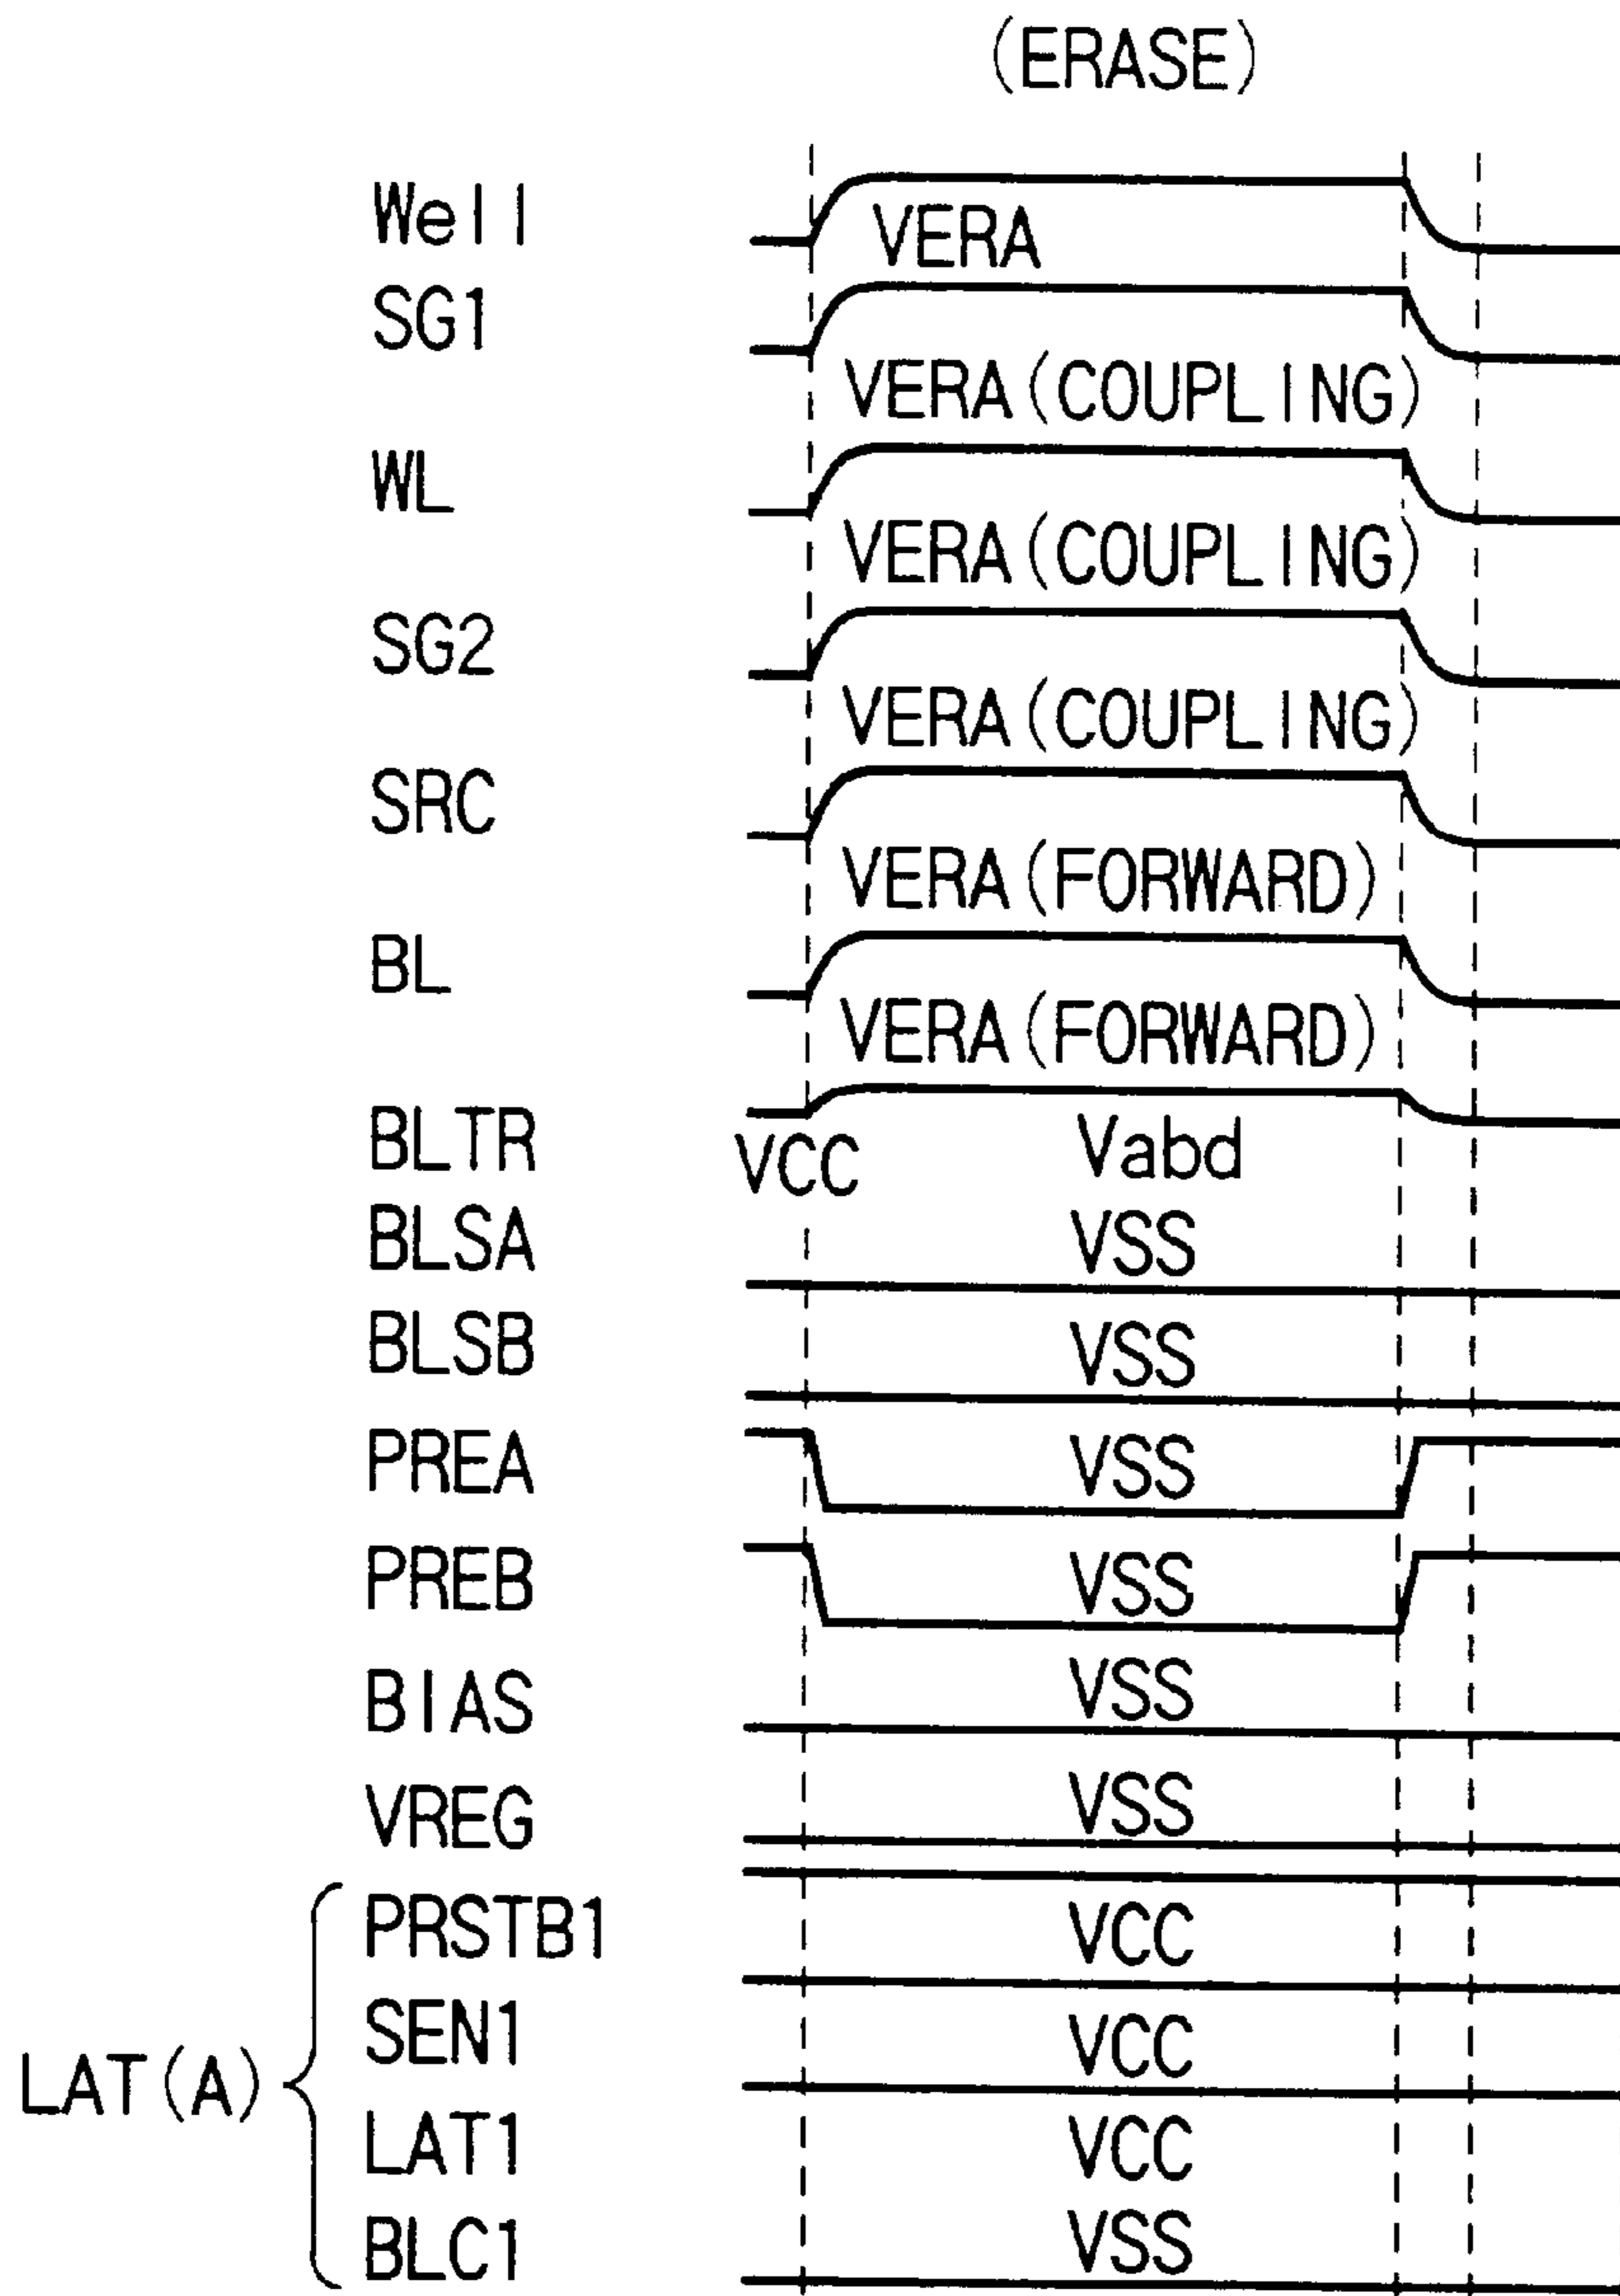 (ERASE)
Well
VERA
SG1
VERA(COUPLING)
WL
VERA(COUPLING)
SG2
VERA(COUPLING)
SRC
VERA(FORWARD)
BL
VERA(FORWARD)
BLTR VCC Vabd
BLSA VSS
BLSB VSS
PREA VSS
PREB VSS
BIAS VSS
VREG VSS
PRSTB1 VCC
SEN1 VCC
LAT(A)
LAT1 VCC
BLC1 VSS